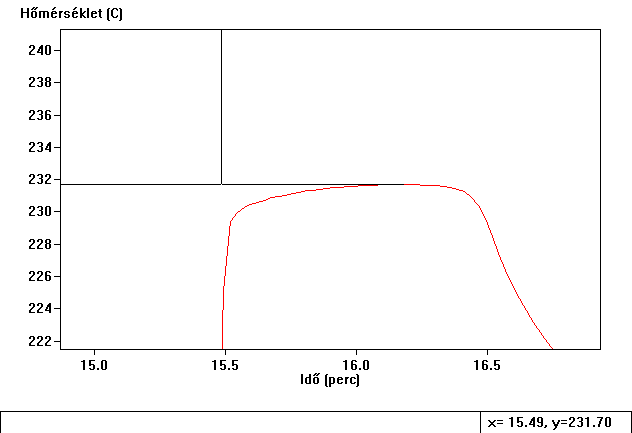 Hőmérséklet (C)
240
238
236
234
232
230
228
226
224
222
15.0 15.5 16.0 16.5
Idő (perc)
x= 15.49, y=231.70